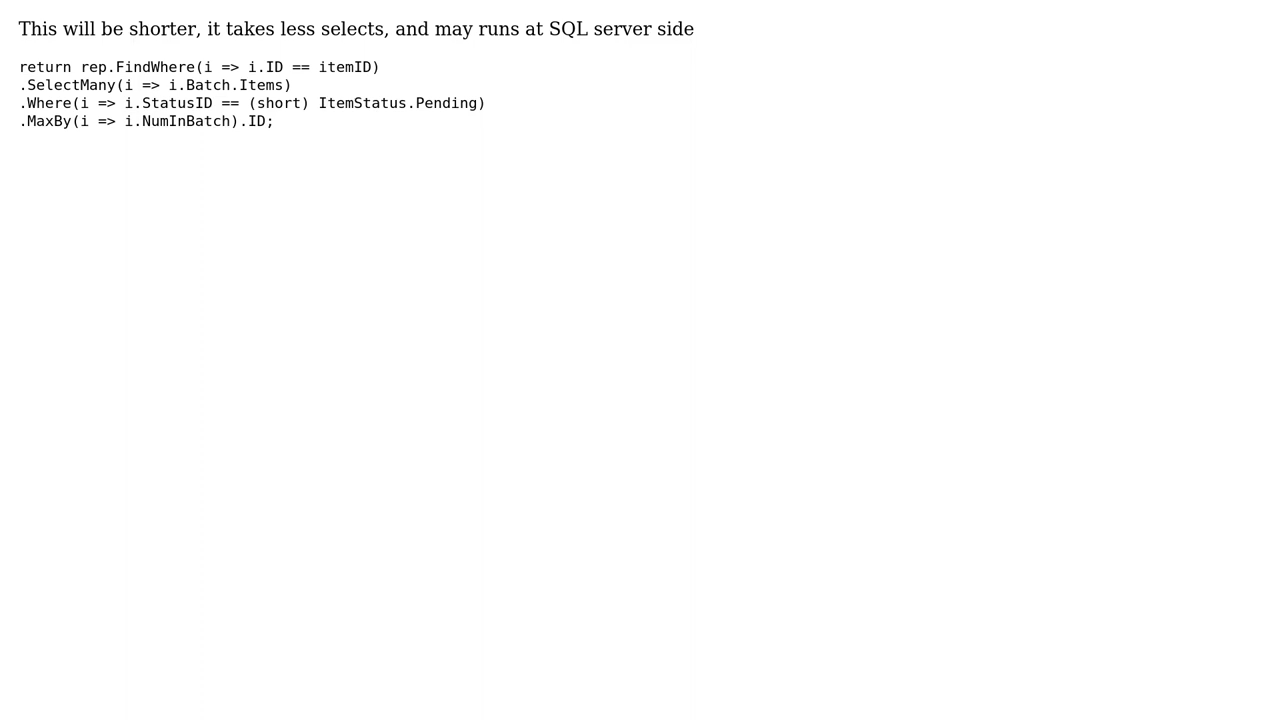 This will be shorter, it takes less selects, and may runs at SQL server side
return rep.FindWhere(i => i.ID == itemID)
.SelectMany(i => i.Batch.Items)
.Where(i => i.StatusID == (short) ItemStatus.Pending)
.MaxBy(i => i.NumInBatch).ID;